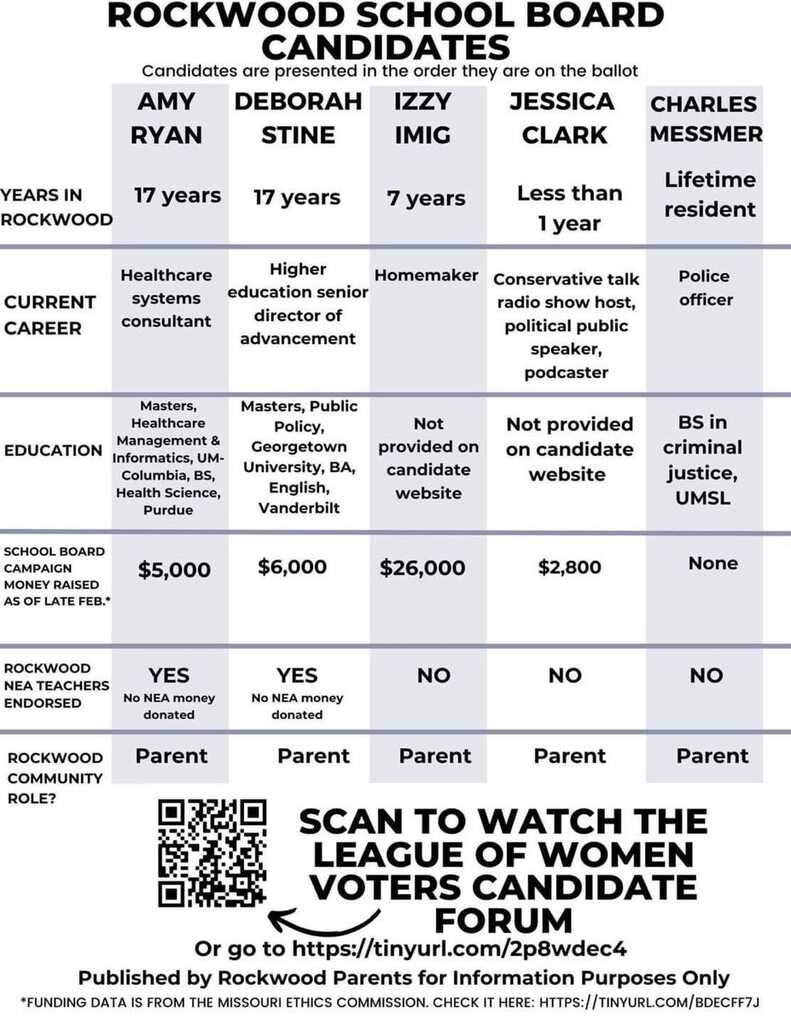 ROCKWOOD SCHOOL BOARD
CANDIDATES
Candidates are presented in the order they are on the ballot
AMY
RYAN
DEBORAH
STINE
IZZY
IMIG
JESSICA
CLARK
CHARLES
MESSMER
YEARS IN
ROCKWOOD
17 years
17 years
7 years
Less than
1 year
Lifetime
resident
CURRENT
CAREER
Healthcare
systems
consultant
Higher
education senior
director of
advancement
Homemaker
Conservative talk
radio show host,
political public
speaker,
podcaster
Police
officer
EDUCATION
Masters,
Healthcare
Management &
Informatics, UM-
Columbia, BS,
Health Science,
Purdue
Masters, Public
Policy,
Georgetown
University, BA,
English,
Vanderbilt
Not
provided on
candidate
website
Not provided
on candidate
website
BS in
criminal
justice,
UMSL
SCHOOL BOARD
CAMPAIGN
MONEY RAISED
AS OF LATE FEB.*
$5,000
$6,000
$26,000
$2,800
None
ROCKWOOD
NEA TEACHERS
ENDORSED
YES
No NEA money
donated
YES
No NEA money
donated
NO
NO
NO
ROCKWOOD
COMMUNITY
ROLE?
Parent
Parent
Parent
Parent
Parent
SCAN TO WATCH THE
LEAGUE OF WOMEN
VOTERS CANDIDATE
FORUM
Or go to https://tinyurl.com/2p8wdec4
Published by Rockwood Parents for Information Purposes Only
*FUNDING DATA IS FROM THE MISSOURI ETHICS COMMISSION. CHECK IT HERE: HTTPS://TINYURL.COM/BDECFF7J